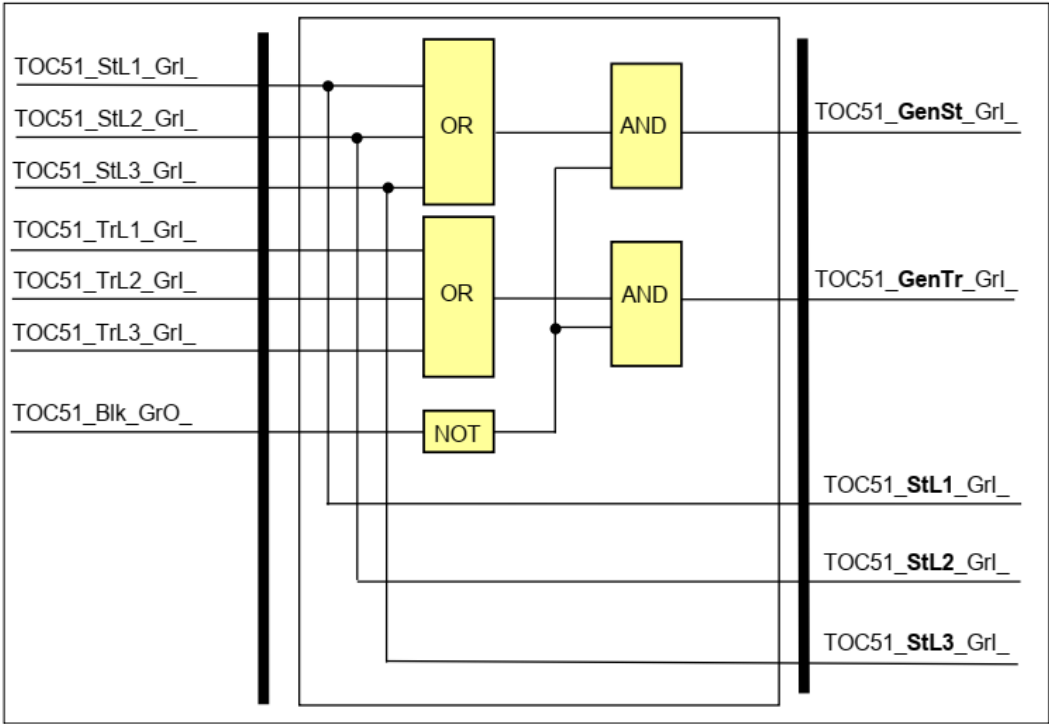 TOC51_StL1_GrI_
TOC51_StL2_GrI_
TOC51_StL3_GrI_
TOC51_TrL1_GrI_
TOC51_TrL2_GrI_
TOC51_TrL3_GrI_
TOC51_Blk_GrO_
OR
OR
NOT
AND
AND
TOC51_GenSt_GrI_
TOC51_GenTr_GrI_
TOC51_StL1_GrI_
TOC51_StL2_GrI_
TOC51_StL3_GrI_